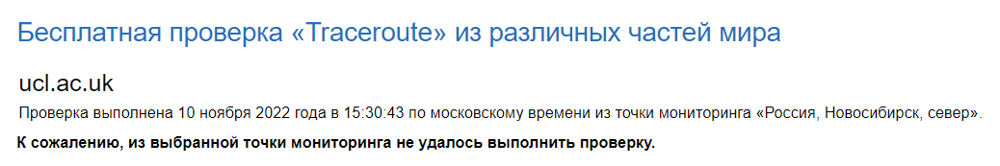 Бесплатная проверка «Traceroute» из различных частей мира
ucl.ac.uk
Проверка выполнена 10 ноября 2022 года в 15:30:43 по московскому времени из точки мониторинга «Россия, Новосибирск, север».
К сожалению, из выбранной точки мониторинга не удалось выполнить проверку.